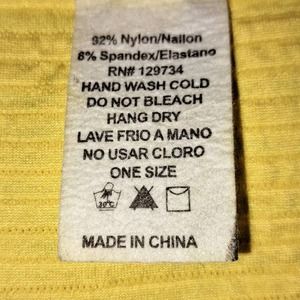 92% Nylon/Nailon
8% Spandex/Elastano
RN# 129734
HAND WASH COLD
DO NOT BLEACH
HANG DRY
LAVE FRIO A MANO
NO USAR CLORO
ONE SIZE
30°C
MADE IN CHINA